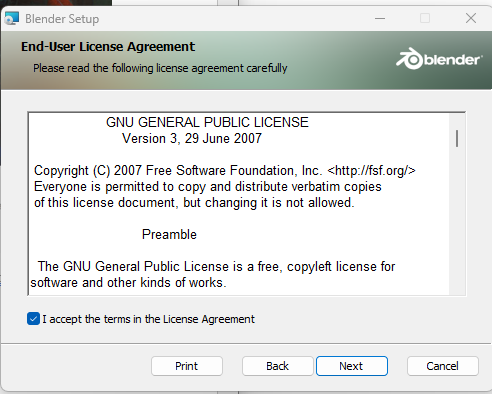 Blender Setup
End-User License Agreement
Please read the following license agreement carefully
blender
GNU GENERAL PUBLIC LICENSE
Version 3, 29 June 2007
Copyright (C) 2007 Free Software Foundation, Inc. <http://fsf.org/>
Everyone is permitted to copy and distribute verbatim copies
of this license document, but changing it is not allowed.
Preamble
The GNU General Public License is a free, copyleft license for
software and other kinds of works.
I accept the terms in the License Agreement
Print Back Next Cancel